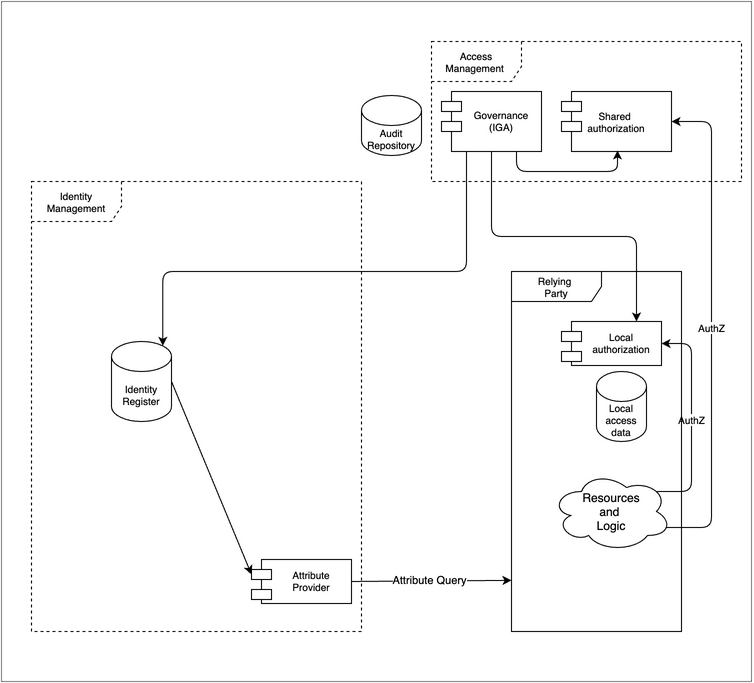 Access
Management
Governance
(IGA)
Shared
authorization
Audit
Repository
Identity
Management
Relying
Party
Local
authorization
AuthZ
Identity
Register
Local
access
data
AuthZ
Resources
and
Logic
Attribute
Provider
Attribute Query